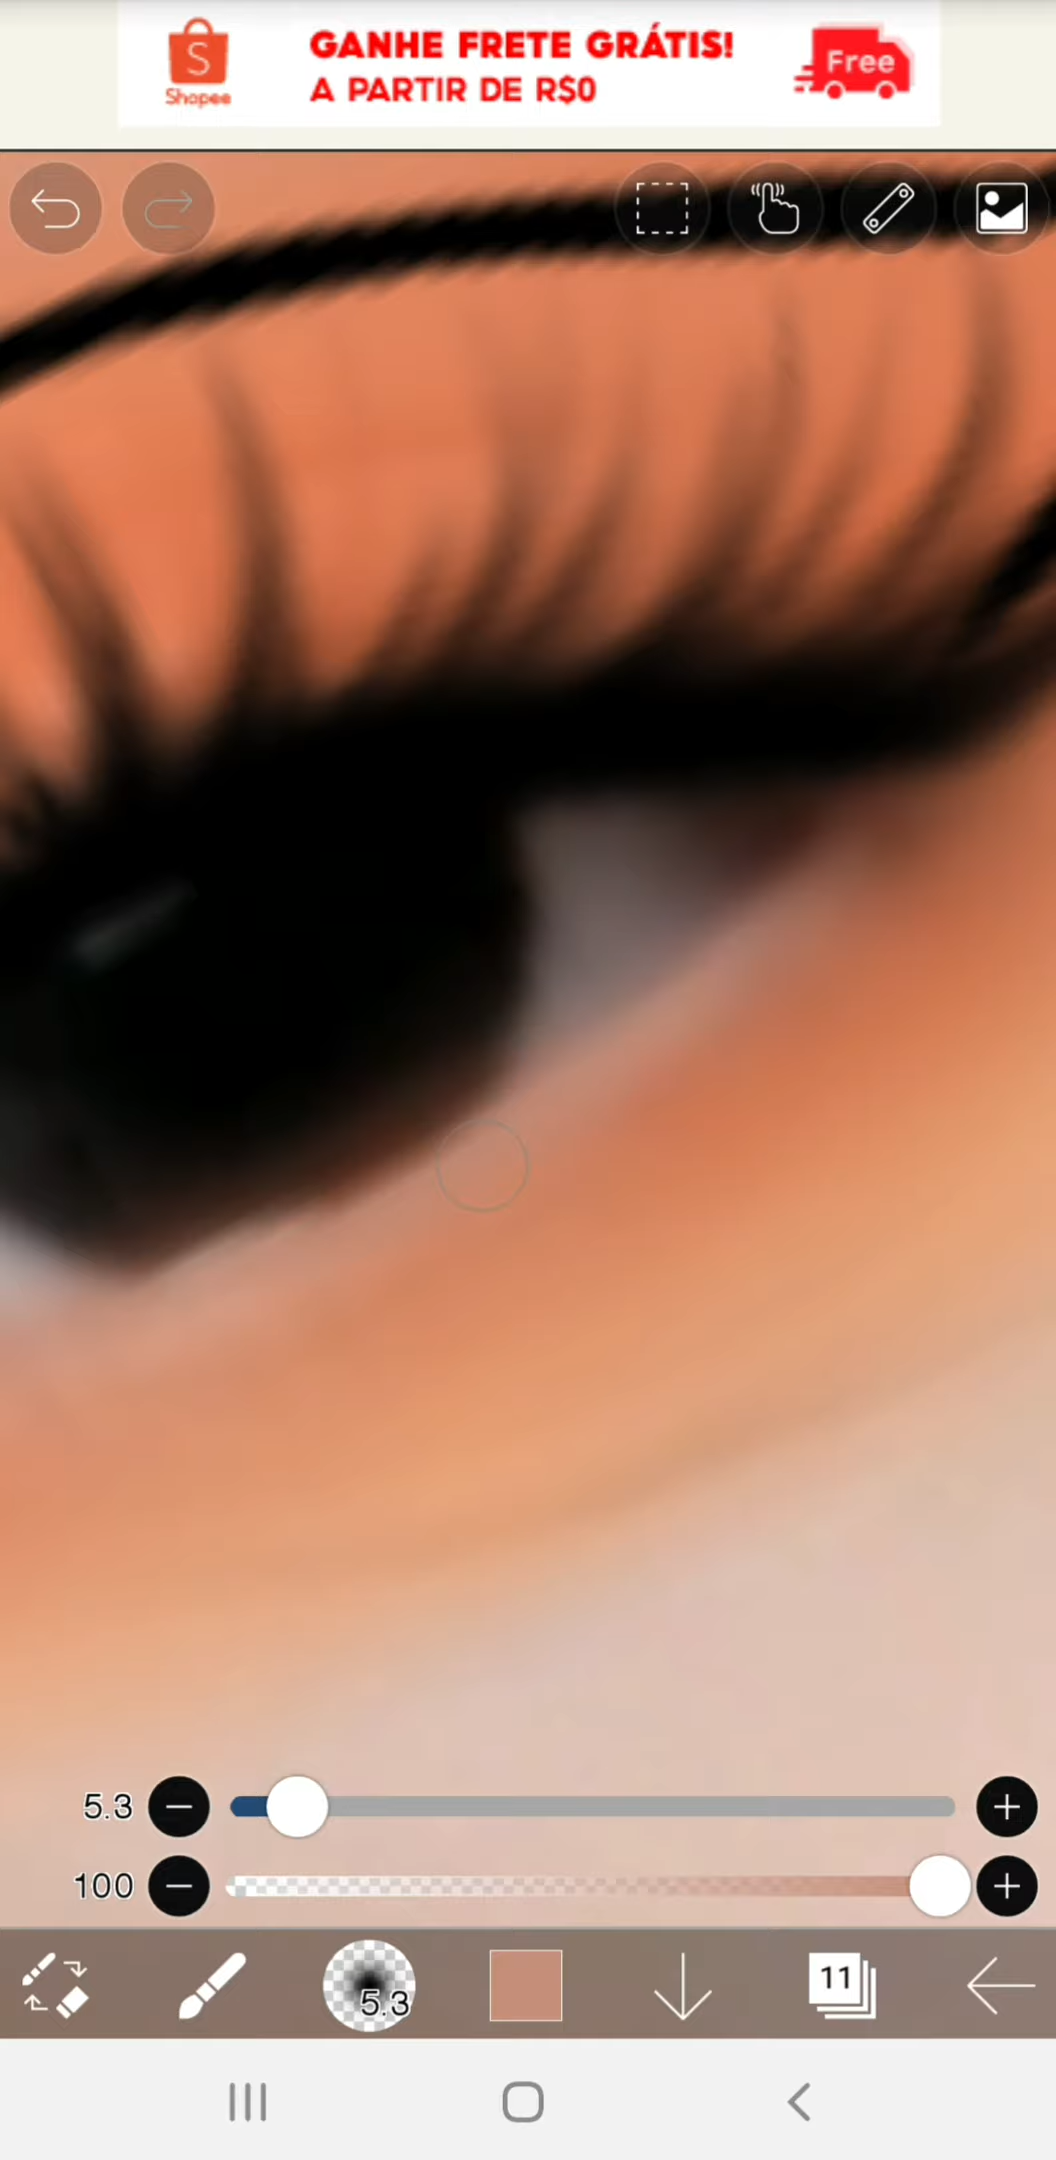 GANHE FRETE GRÁTIS!
A PARTIR DE R$0
Shopee
Free
5.3
100
5.3
11